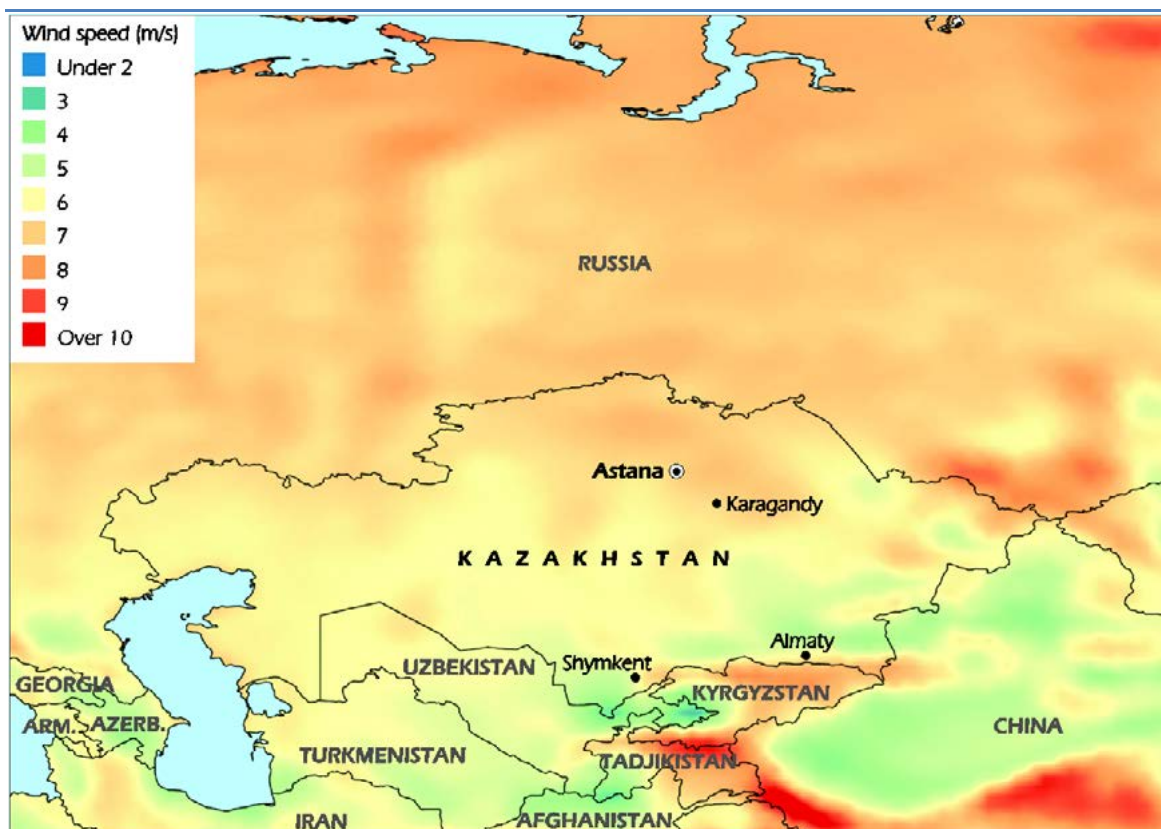 Wind speed (m/s)
Under 2
3
4
5
6
7
8
9
Over 10
RUSSIA
Astana
Karagandy
KAZAKHSTAN
Almaty
Shymkent
UZBEKISTAN
GEORGIA
KYRGYZSTAN
ARM. AZERB.
CHINA
TURKMENISTAN
TADJIKISTAN
IRAN
AFGHANISTAN